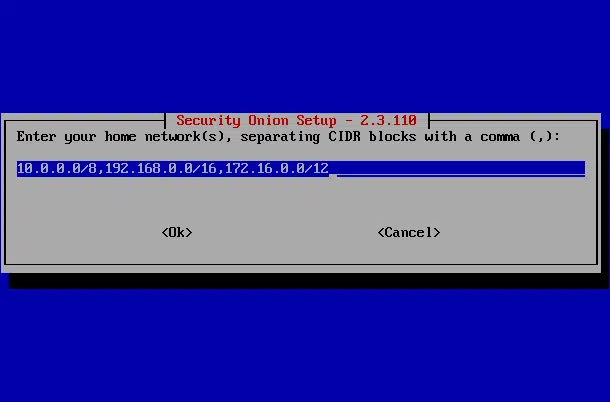 Security Onion Setup - 2.3.110
Enter your home network(s), separating CIDR blocks with a comma (,):
10.0.0.0/8,192.168.0.0/16,172.16.0.0/12
<Ok> <Cancel>